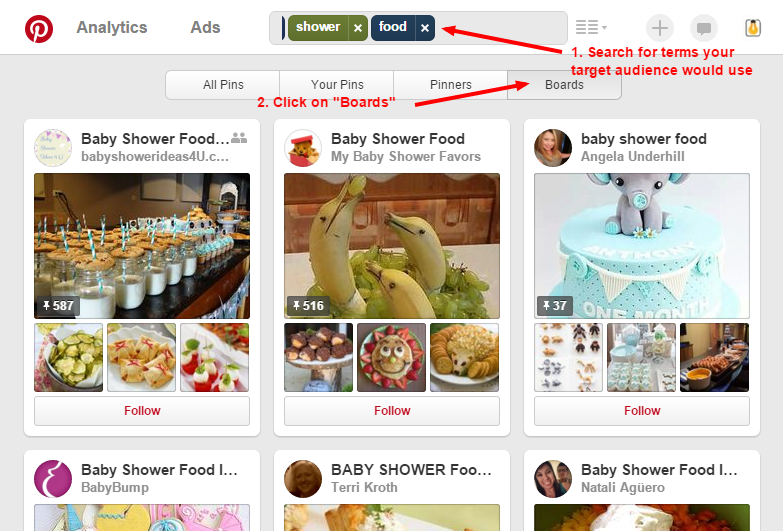 Analytics
Ads
shower ×
food ×
1. Search for terms your
target audience would use
All Pins
Your Pins
Pinners
Boards
2. Click on "Boards"
Baby Shower Food...
babyshowerideas4U.c...
Baby Shower Food
My Baby Shower Favors
baby shower food
Angela Underhill
587
516
ANTHONY
37
ONE MONTH
Follow
Follow
Follow
Baby Shower Food I...
BabyBump
BABY SHOWER Foo...
Terri Kroth
Baby Shower Food I...
Natali Agüero